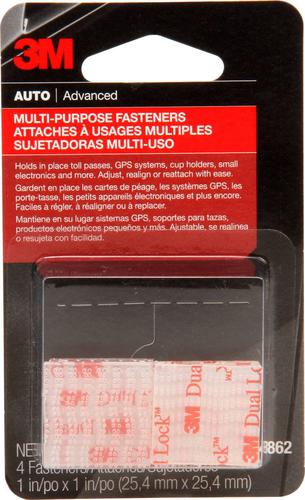 3M
AUTO | Advanced
MULTI-PURPOSE FASTENERS
ATTACHES À USAGES MULTIPLES
SUJETADORAS MULTI-USO
Holds in place toll passes, GPS systems, cup holders, small
electronics and more. Adjust, realign or reattach with ease.
Gardent en place les cartes de péage, les systèmes GPS, les
porte-tasse, les petits appareils électroniques et plus encore.
Faciles à régler, à réaligner ou à replacer.
Mantiene en su lugar sistemas GPS, soportes para tazas,
productos electrónicos pequeños y más. Ajustable, se realinea
o resujeta con facilidad.
3M Dual Lock™
Lock™
NE
862
4 Fasteners/Attaches/Sujetadoras
1 in/po x 1 in/po (25,4 mm x 25,4 mm)